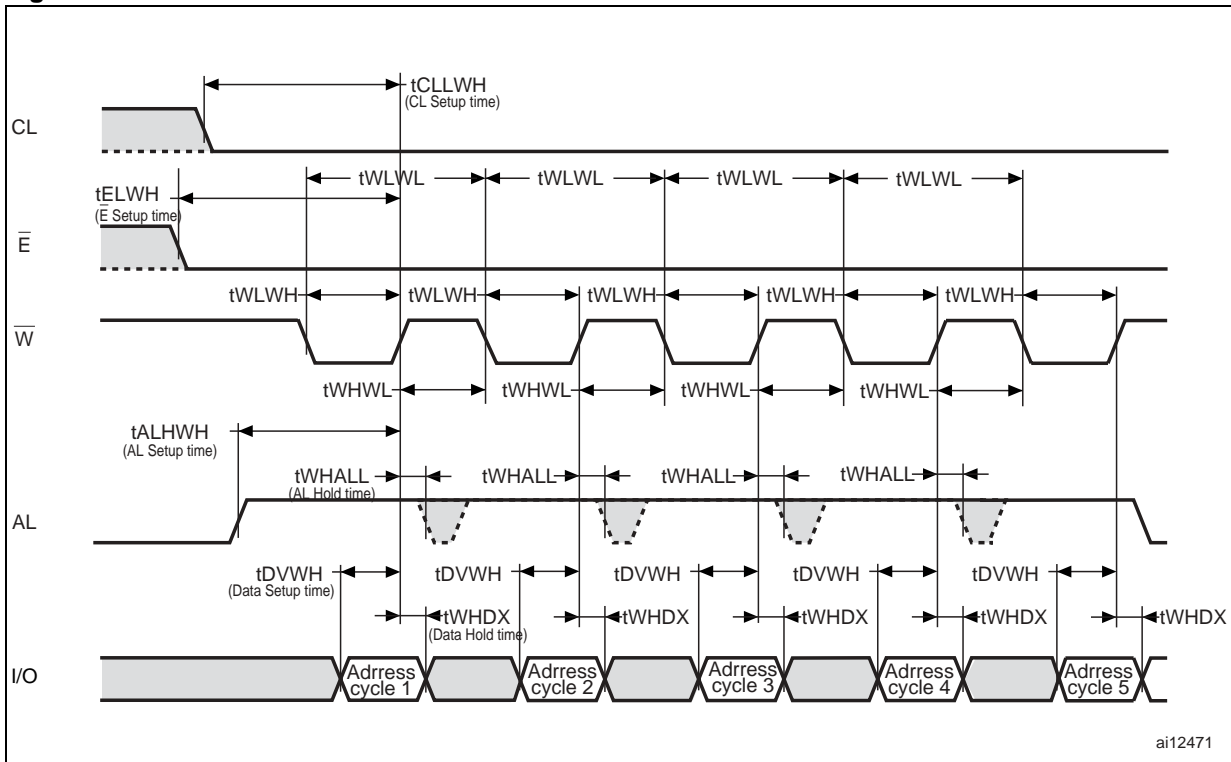 tCLLWH
(CL Setup time)
CL
tWLWL tWLWL tWLWL tWLWL
tELWH
(E̅ Setup time)
E̅
tWLWH tWLWH tWLWH tWLWH tWLWH
W̅
tWHWL tWHWL tWHWL tWHWL
tALHWH
(AL Setup time)
tWHALL tWHALL tWHALL tWHALL
(AL Hold time)
AL
tDVWH tDVWH tDVWH tDVWH tDVWH
(Data Setup time)
tWHDX tWHDX tWHDX tWHDX tWHDX
(Data Hold time)
I/O
Adrress
cycle 1
Adrress
cycle 2
Adrress
cycle 3
Adrress
cycle 4
Adrress
cycle 5
ai12471